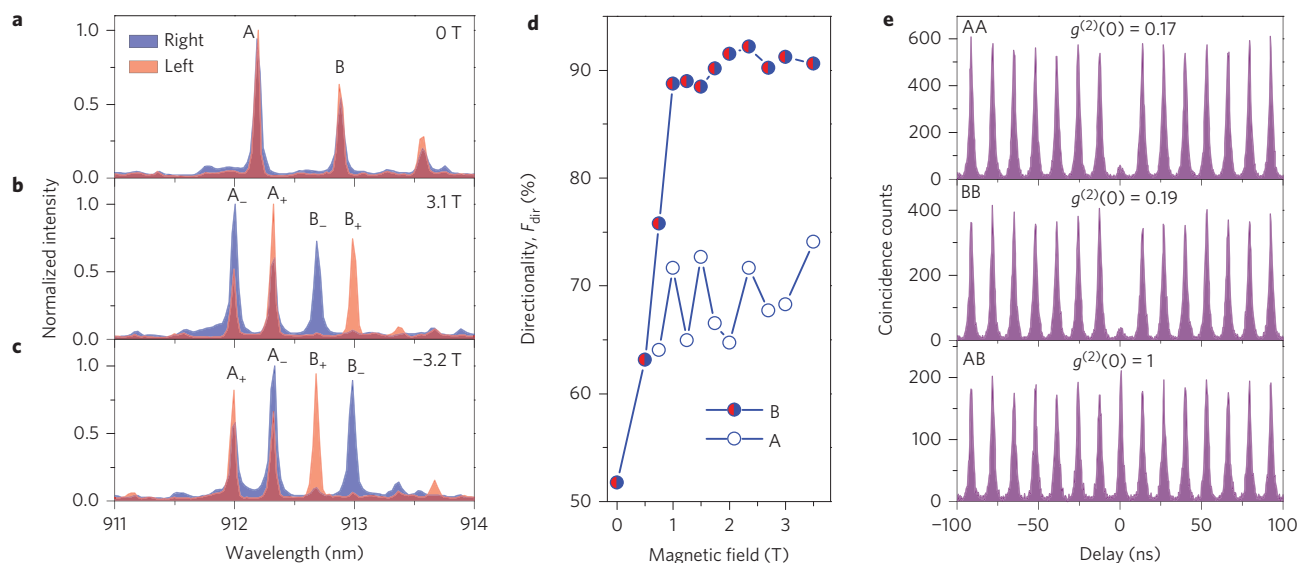 a
0 T
Right
Left
A
B
1.0
0.5
0.0
b
3.1 T
A₋
A₊
B₋
B₊
1.0
0.5
0.0
c
−3.2 T
A₊
A₋
B₊
B₋
1.0
0.5
0.0
Normalized intensity
911
912
913
914
Wavelength (nm)
d
90
80
70
60
50
Directionality, F_dir (%)
B
A
0
1
2
3
Magnetic field (T)
e
AA
g⁽²⁾(0) = 0.17
600
400
200
0
BB
g⁽²⁾(0) = 0.19
400
200
0
AB
g⁽²⁾(0) = 1
200
100
0
Coincidence counts
−100
−50
0
50
100
Delay (ns)